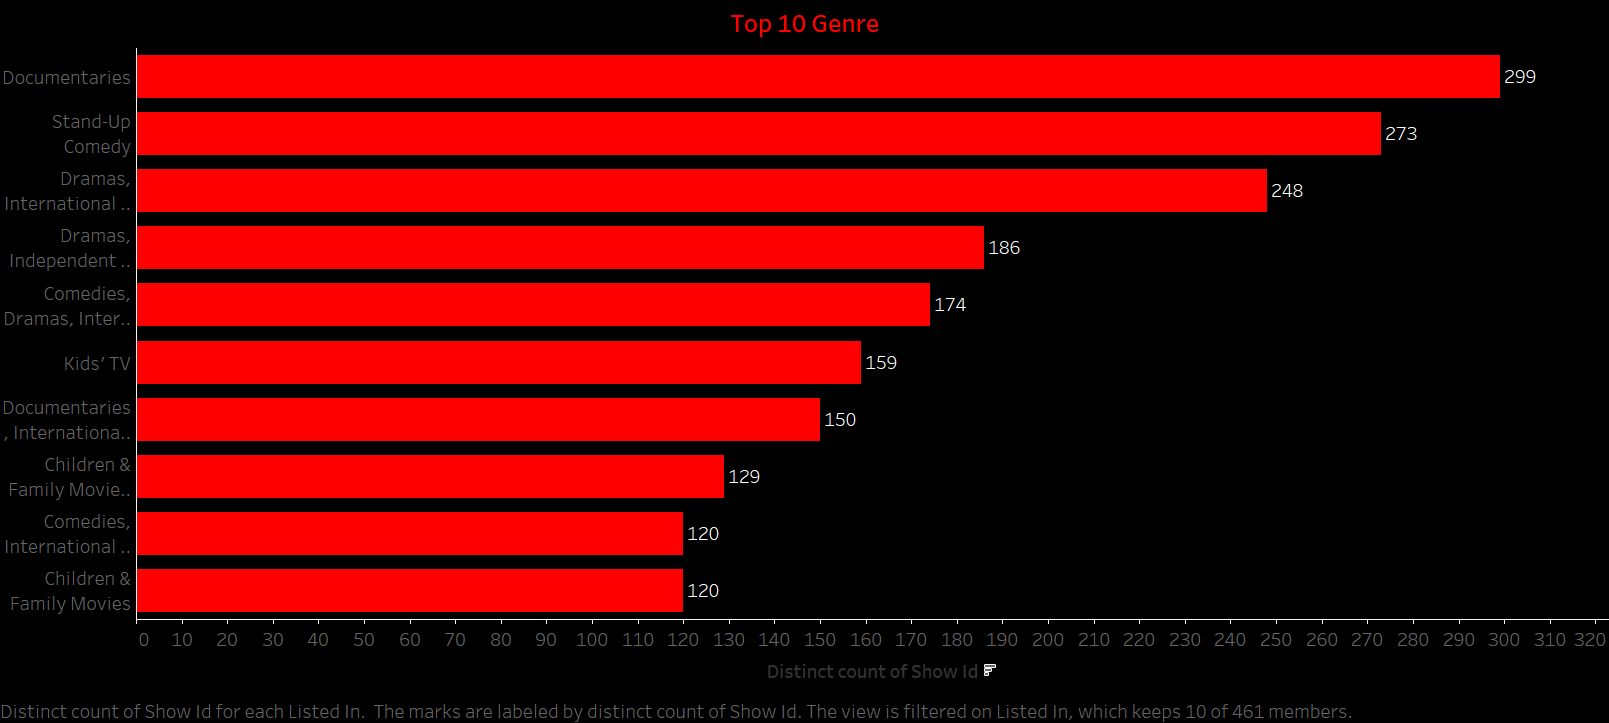 Top 10 Genre
Documentaries
299
Stand-Up
Comedy
273
Dramas,
International ..
248
Dramas,
Independent ..
186
Comedies,
Dramas, Inter..
174
Kids’ TV
159
Documentaries
, Internationa..
150
Children &
Family Movie..
129
Comedies,
International ..
120
Children &
Family Movies
120
0 10 20 30 40 50 60 70 80 90 100 110 120 130 140 150 160 170 180 190 200 210 220 230 240 250 260 270 280 290 300 310 320
Distinct count of Show Id
Distinct count of Show Id for each Listed In.  The marks are labeled by distinct count of Show Id. The view is filtered on Listed In, which keeps 10 of 461 members.